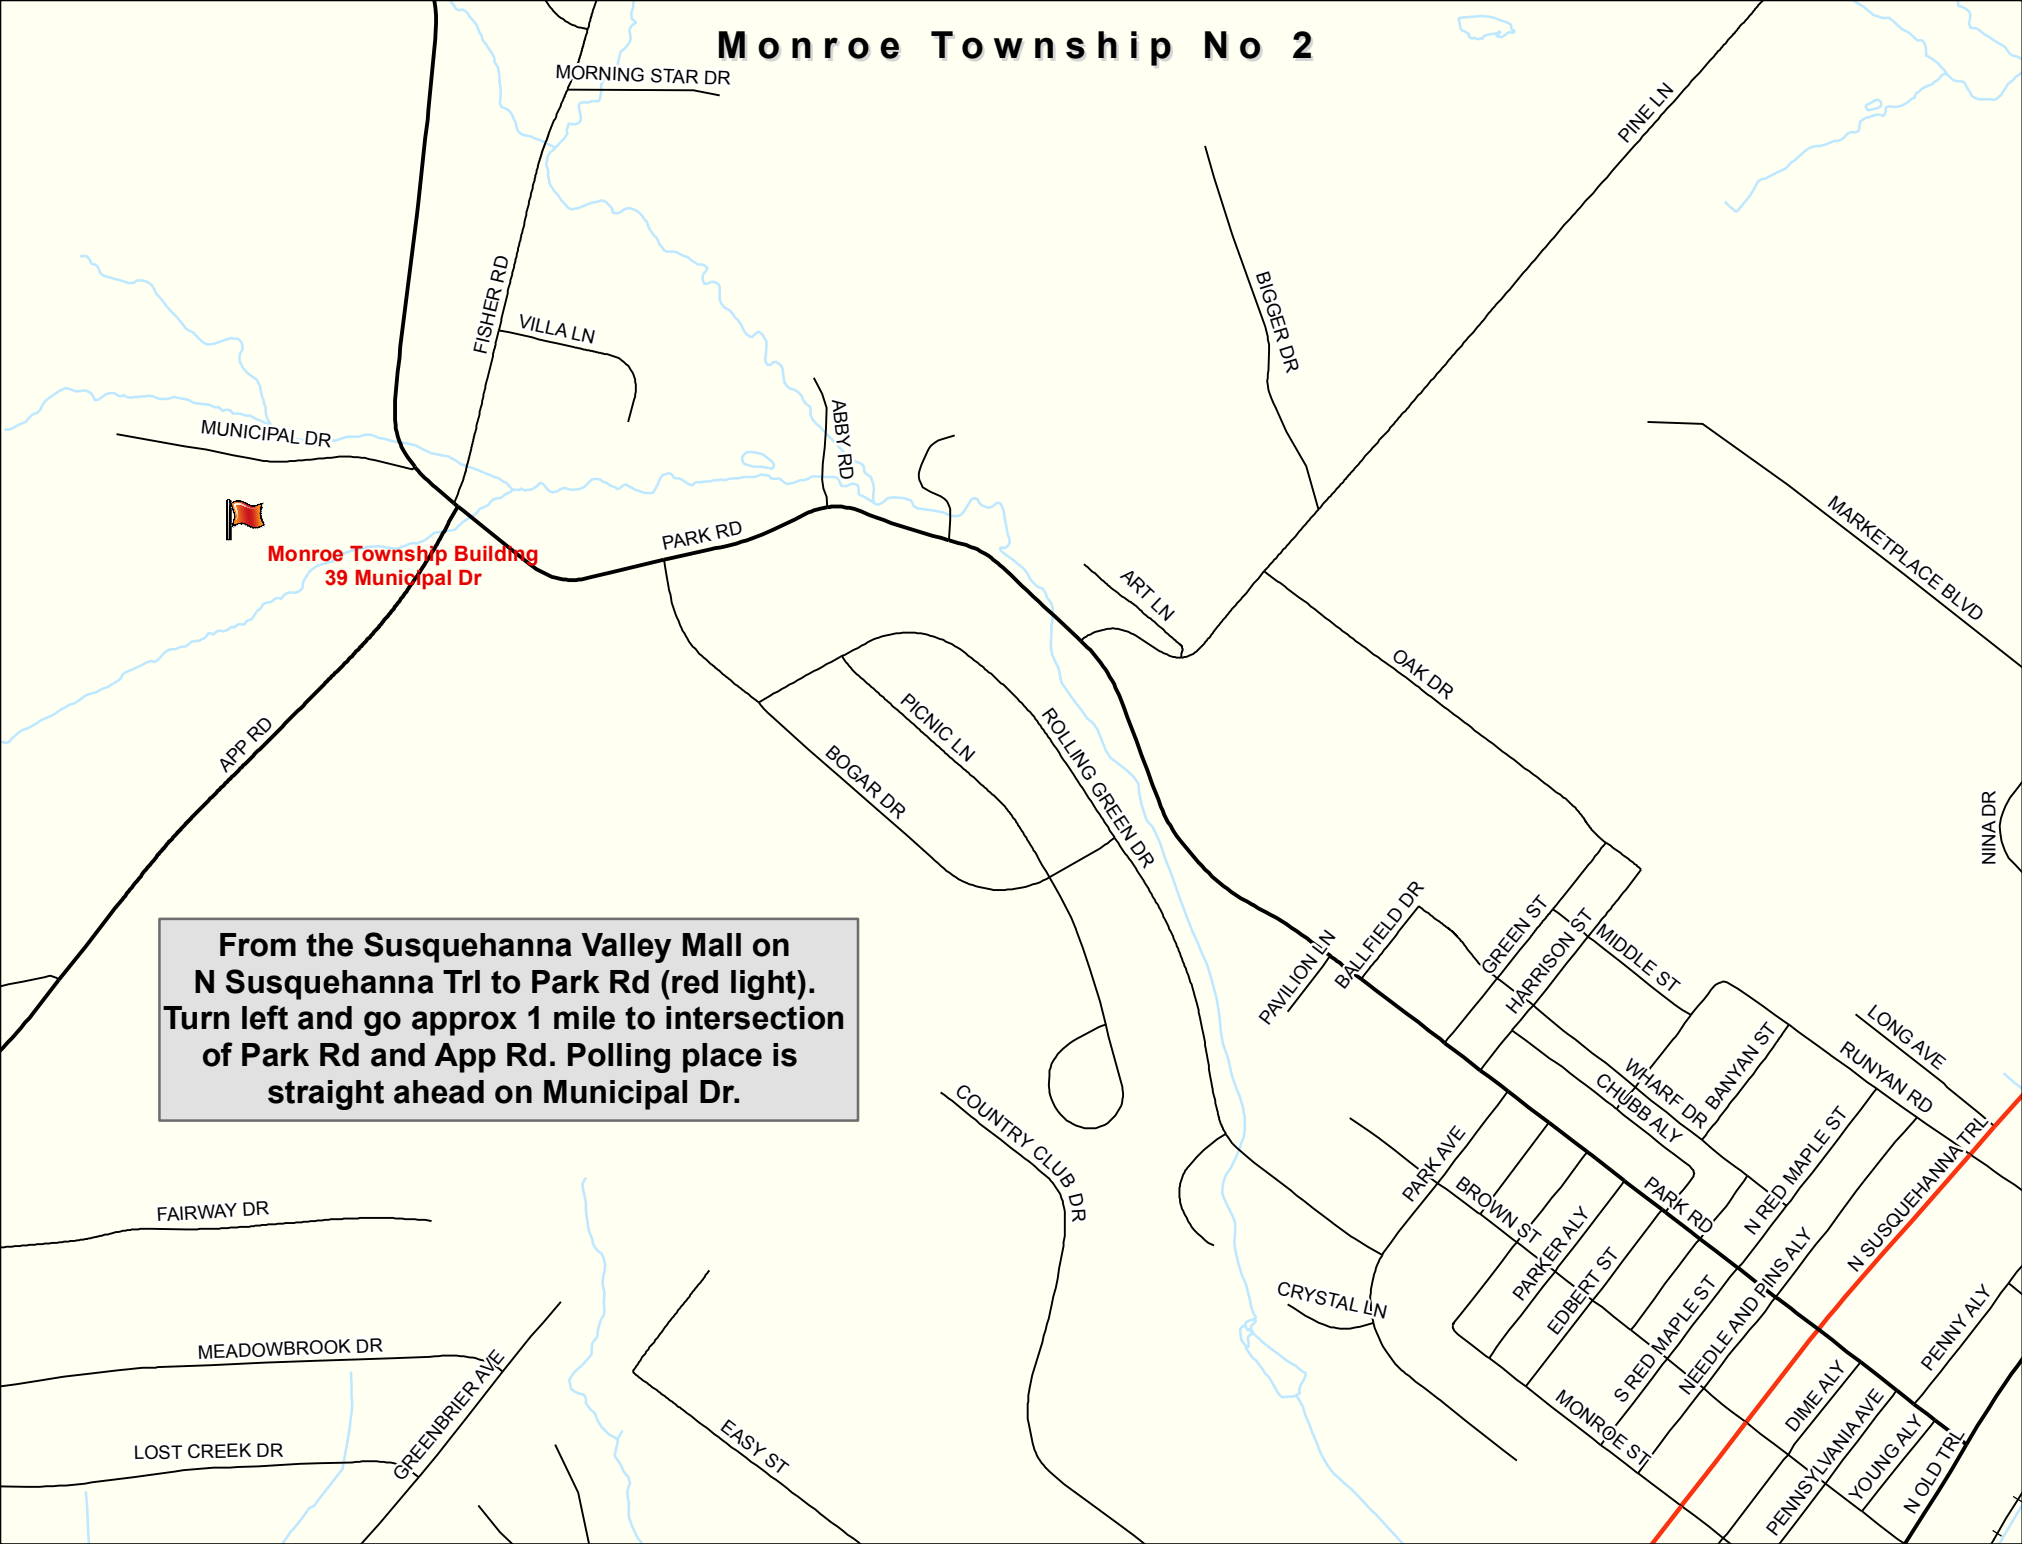 Monroe Township No 2
MORNING STAR DR
PINE LN
FISHER RD
VILLA LN
BIGGER DR
ABBY RD
MUNICIPAL DR
Monroe Township Building
39 Municipal Dr
PARK RD
MARKETPLACE BLVD
ART LN
OAK DR
APP RD
PICNIC LN
ROLLING GREEN DR
BOGAR DR
NINA DR
From the Susquehanna Valley Mall on
N Susquehanna Trl to Park Rd (red light).
Turn left and go approx 1 mile to intersection
of Park Rd and App Rd. Polling place is
straight ahead on Municipal Dr.
PAVILION LN
BALLFIELD DR
GREEN ST
HARRISON ST
MIDDLE ST
LONG AVE
RUNYAN RD
BANYAN ST
WHARF DR
CHUBB ALY
COUNTRY CLUB DR
PARK AVE
BROWN ST
PARK RD
N RED MAPLE ST
N SUSQUEHANNA TRL
FAIRWAY DR
PARKER ALY
EDBERT ST
CRYSTAL LN
S RED MAPLE ST
NEEDLE AND PINS ALY
PENNY ALY
MEADOWBROOK DR
GREENBRIER AVE
LOST CREEK DR
EASY ST
MONROE ST
DIME ALY
PENNSYLVANIA AVE
YOUNG ALY
N OLD TRL